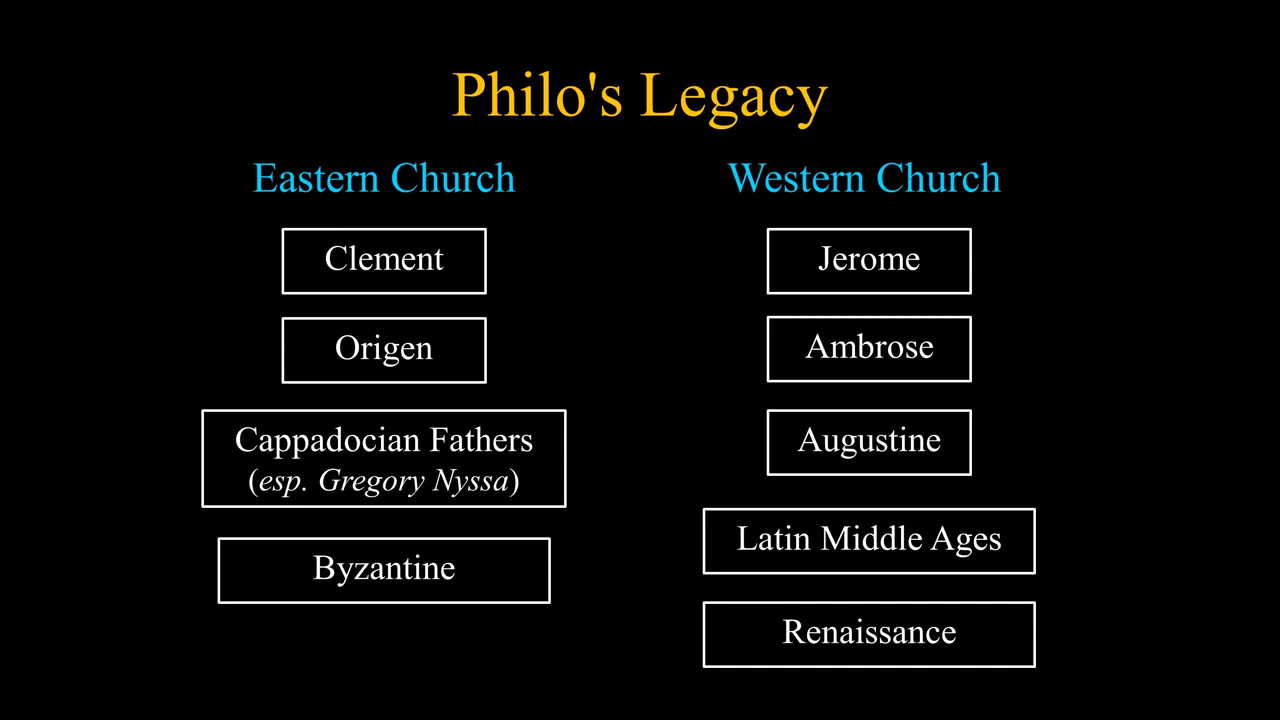 Philo's Legacy
Eastern Church
Clement
Origen
Cappadocian Fathers
(esp. Gregory Nyssa)
Byzantine
Western Church
Jerome
Ambrose
Augustine
Latin Middle Ages
Renaissance